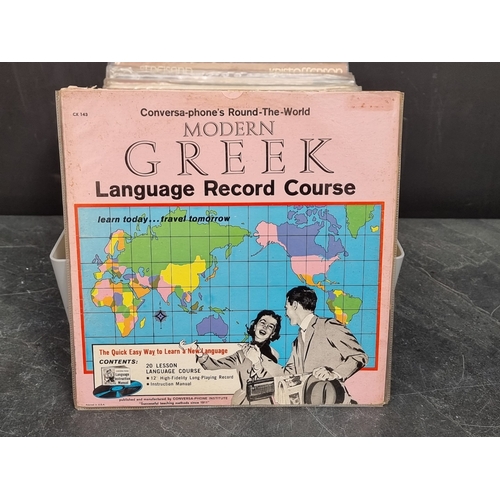 KRISTOFFERSON
CX 143
Conversa-phone's Round-The-World
MODERN
GREEK
Language Record Course
learn today...travel tomorrow
The Quick Easy Way to Learn a New Language
CONTENTS:
20 LESSON
LANGUAGE COURSE
• 12 High-Fidelity Long-Playing Record
• Instruction Manual
published and manufactured by CONVERSA-PHONE INSTITUTE
"Successful teaching methods since 1911"